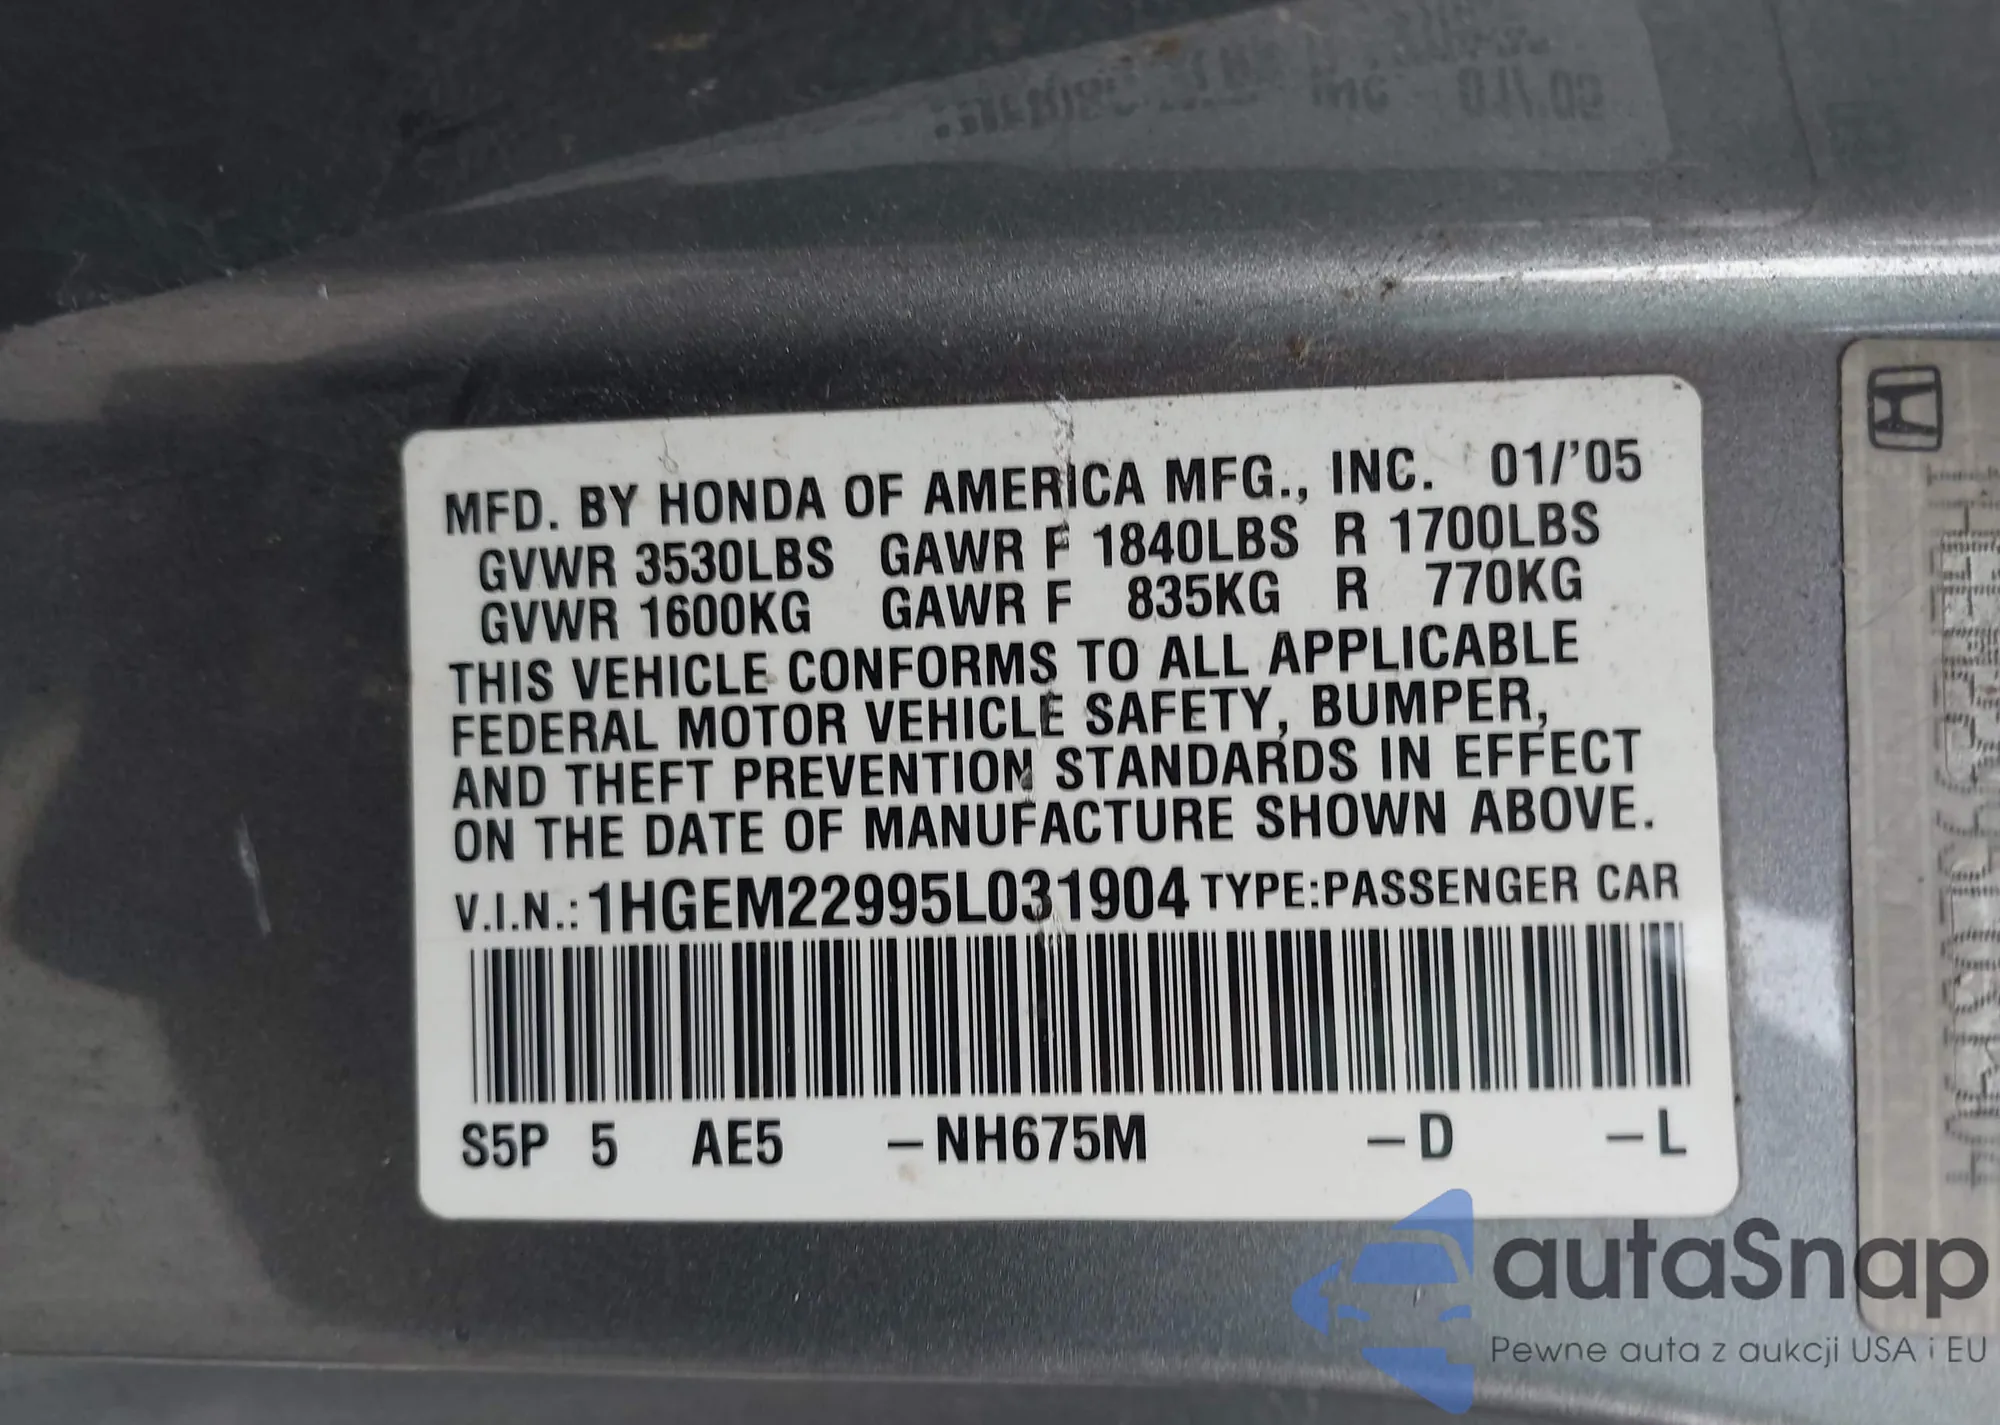 MFD. BY HONDA OF AMERICA MFG., INC. 01/'05
GVWR 3530LBS GAWR F 1840LBS R 1700LBS
GVWR 1600KG GAWR F 835KG R 770KG
THIS VEHICLE CONFORMS TO ALL APPLICABLE
FEDERAL MOTOR VEHICLE SAFETY, BUMPER,
AND THEFT PREVENTION STANDARDS IN EFFECT
ON THE DATE OF MANUFACTURE SHOWN ABOVE.
V.I.N.: 1HGEM22995L031904 TYPE:PASSENGER CAR
S5P 5 AE5 –NH675M –D –L
autaSnap
Pewne auta z aukcji USA i EU